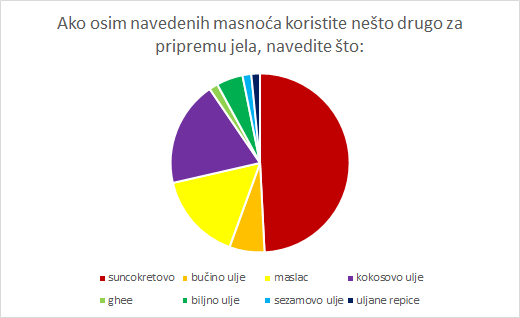 Ako osim navedenih masnoća koristite nešto drugo za
pripremu jela, navedite što:
suncokretovo bučino ulje maslac kokosovo ulje
ghee biljno ulje sezamovo ulje uljane repice